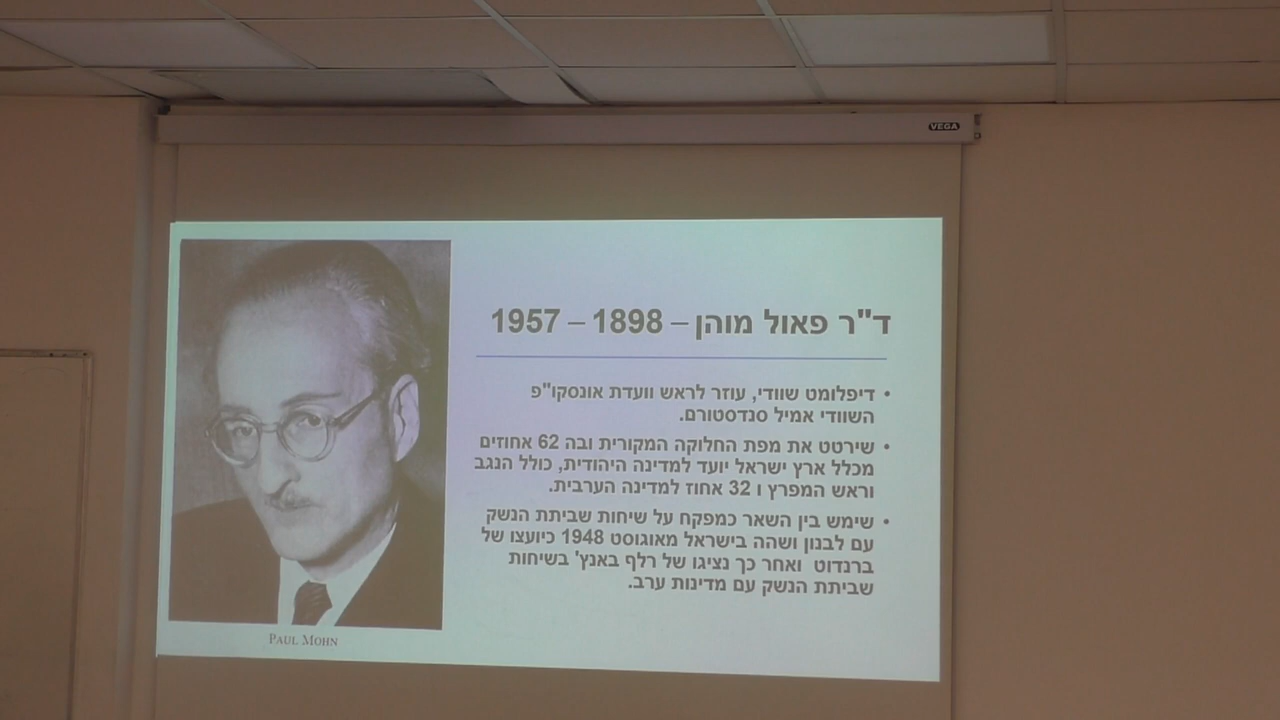 VEGA
ד"ר פאול מוהן – 1898 – 1957
• דיפלומט שוודי, עוזר לראש וועדת אונסקו"פ
השוודי אמיל סנדסטורם.
• שירטט את מפת החלוקה המקורית ובה 62 אחוזים
מכלל ארץ ישראל יועד למדינה היהודית, כולל הנגב
וראש המפרץ ו 32 אחוז למדינה הערבית.
• שימש בין השאר כמפקח על שיחות שביתת הנשק
עם לבנון ושהה בישראל מאוגוסט 1948 כיועצו של
ברנדוט ואחר כך נציגו של רלף באנץ' בשיחות
שביתת הנשק עם מדינות ערב.
PAUL MOHN